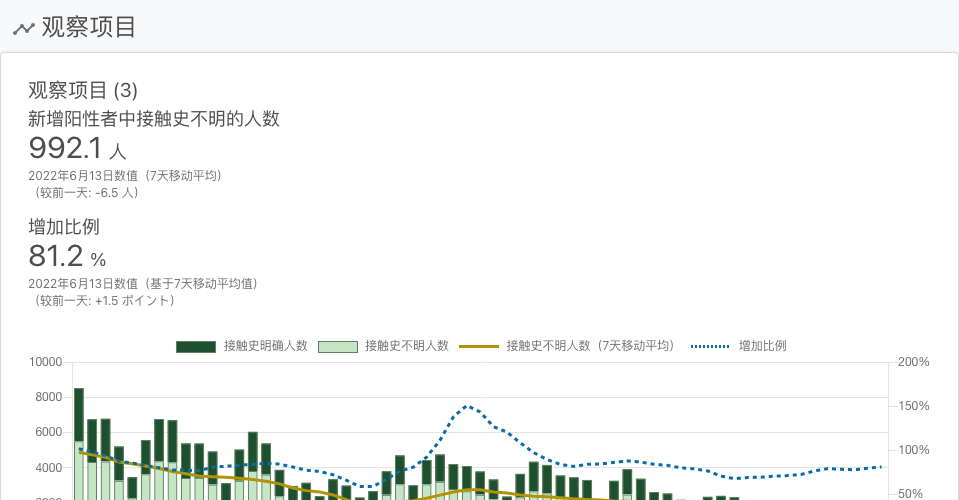 观察项目
观察项目 (3)
新增阳性者中接触史不明的人数
992.1 人
2022年6月13日数值（7天移动平均）
（较前一天: -6.5 人）
增加比例
81.2 %
2022年6月13日数值（基于7天移动平均值）
（较前一天: +1.5 ポイント）
接触史明确人数 接触史不明人数 接触史不明人数（7天移动平均） 增加比例
10000 200%
8000
150%
6000
100%
4000
50%